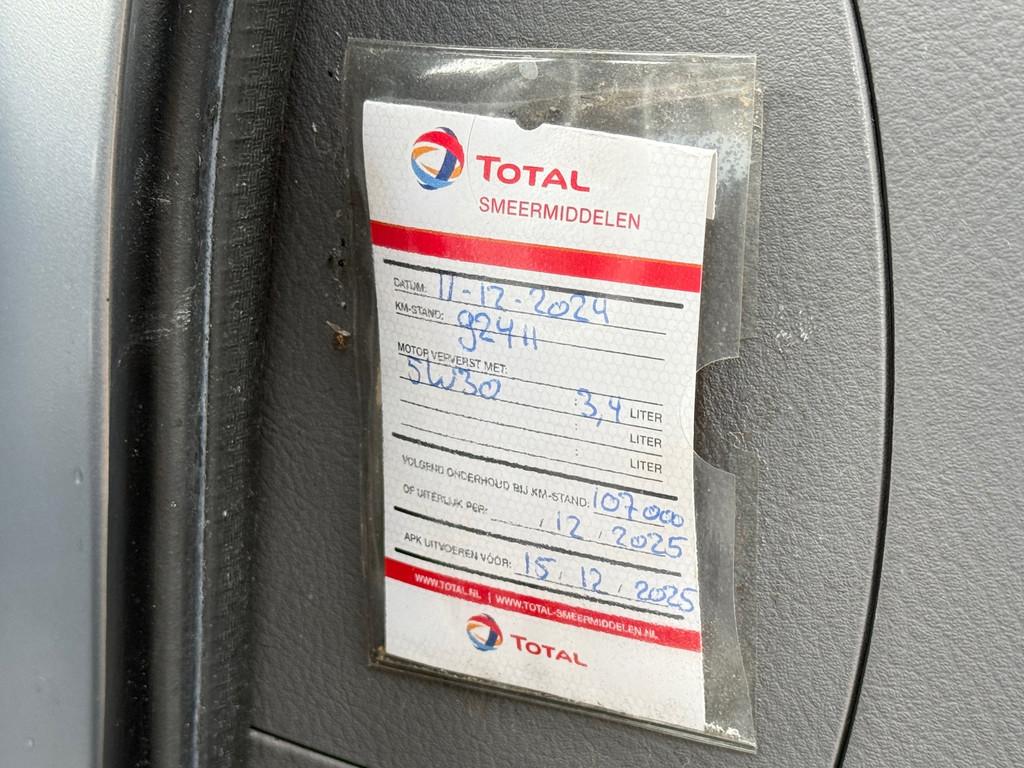 TOTAL
SMEERMIDDELEN
DATUM: 11-12-2024
KM-STAND: 92411
MOTOR VERVERST MET:
5W30 : 3,4 LITER
: LITER
: LITER
VOLGEND ONDERHOUD BIJ KM-STAND: 107000
OF UITERLIJK PER: / 12 / 2025
APK UITVOEREN VÓÓR: 15 / 12 / 2025
WWW.TOTAL.NL | WWW.TOTAL-SMEERMIDDELEN.NL
TOTAL